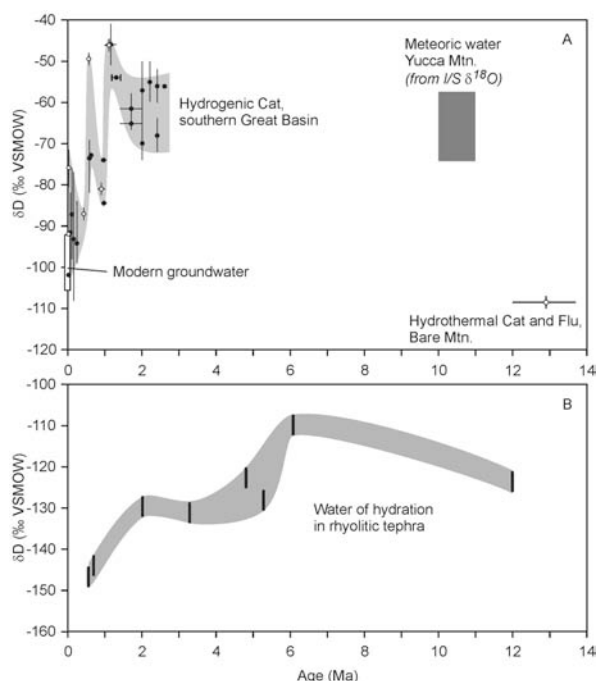 -40
-50
-60
-70
-80
-90
-100
-110
-120
δD (‰ VSMOW)
A
Meteoric water
Yucca Mtn.
(from I/S δ18O)
Hydrogenic Cat,
southern Great Basin
Modern groundwater
Hydrothermal Cat and Flu,
Bare Mtn.
0
2
4
6
8
10
12
14
-100
-110
-120
-130
-140
-150
-160
δD (‰ VSMOW)
B
Water of hydration
in rhyolitic tephra
0
2
4
6
8
10
12
14
Age (Ma)